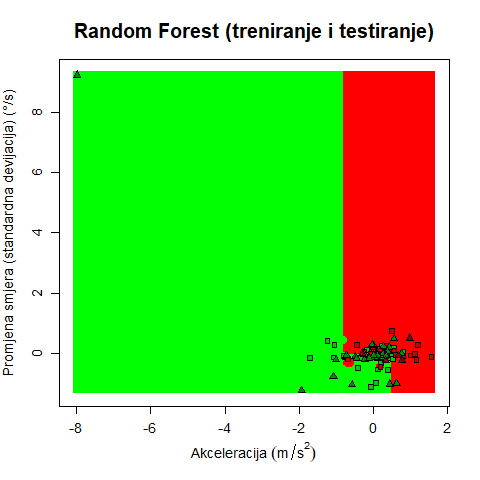 Random Forest (treniranje i testiranje)
Promjena smjera (standardna devijacija) (°/s)
8
6
4
2
0
-8 -6 -4 -2 0 2
Akceleracija (m/s²)